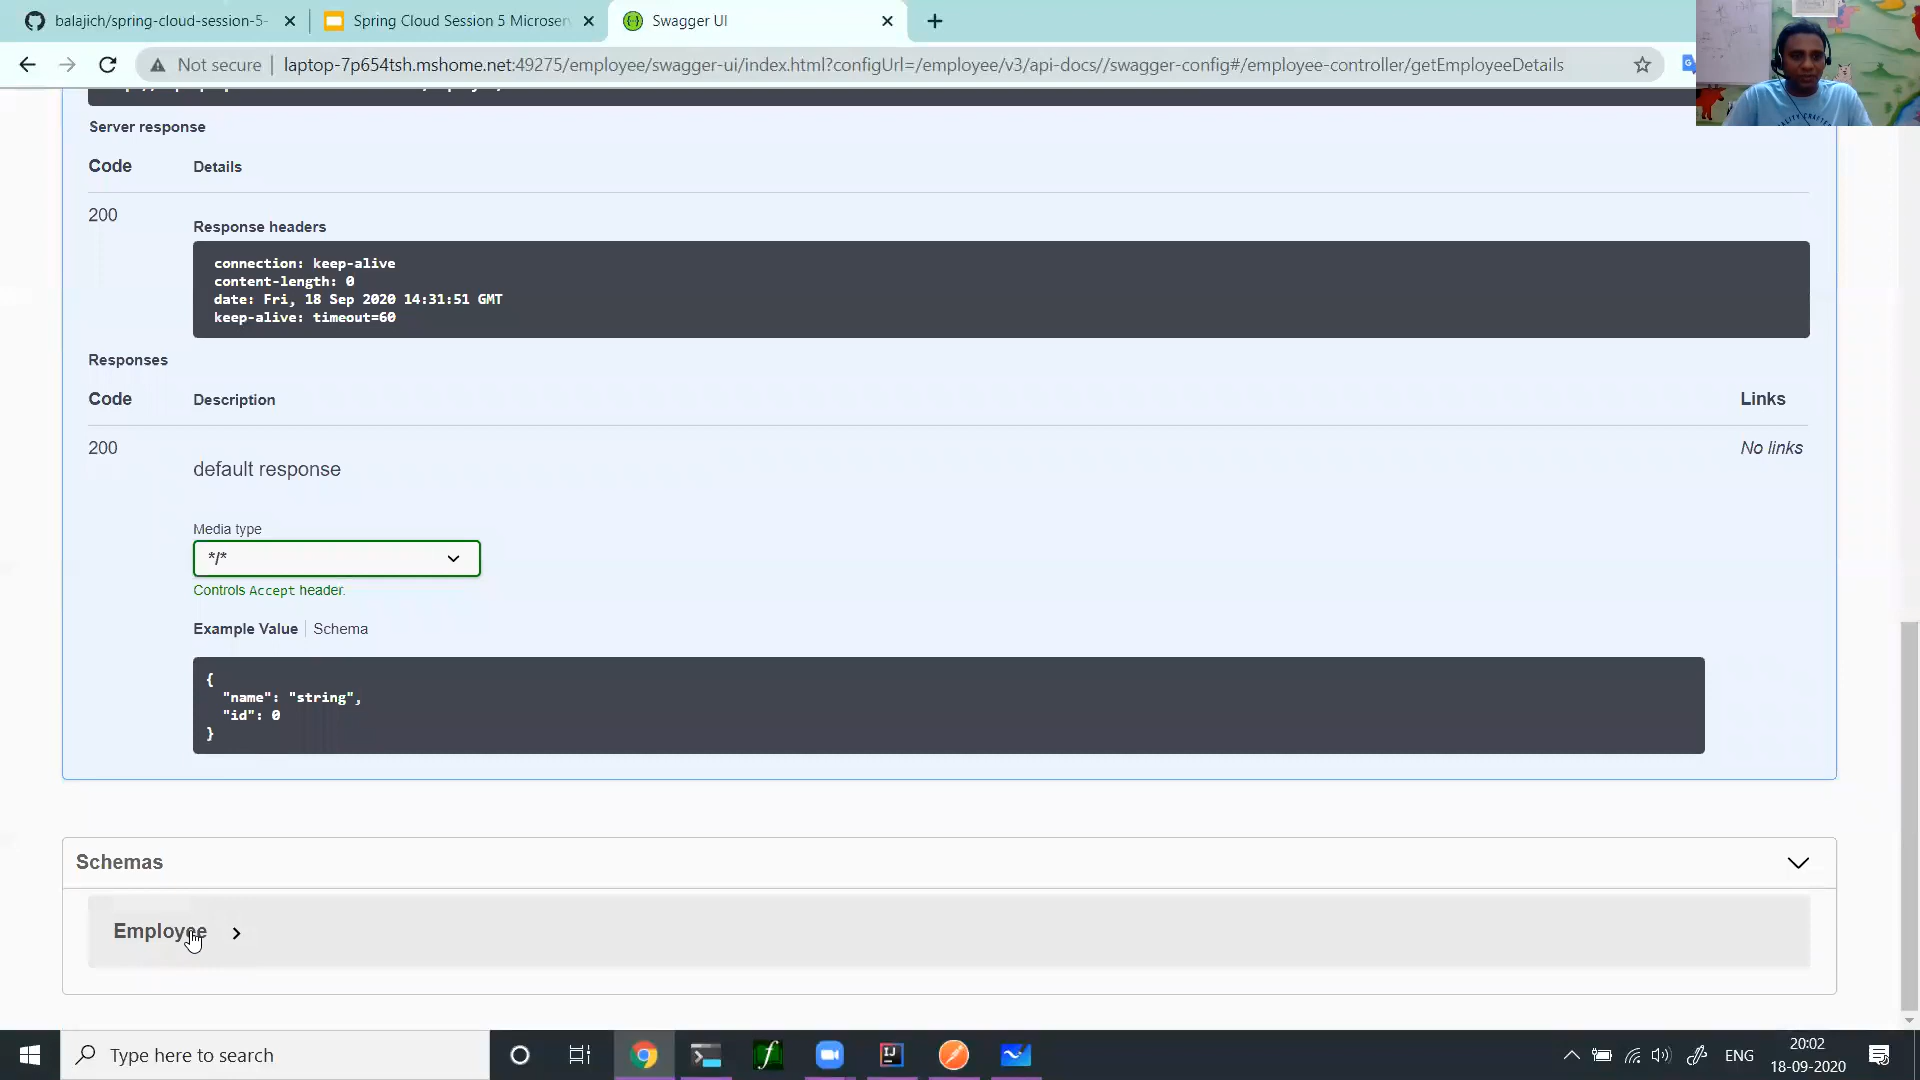 balajich/spring-cloud-session-5-
Spring Cloud Session 5 Microser
Swagger UI
Not secure
laptop-7p654tsh.mshome.net:49275/employee/swagger-ui/index.html?configUrl=/employee/v3/api-docs//swagger-config#/employee-controller/getEmployeeDetails
Server response
Code Details
200
Response headers
connection: keep-alive
content-length: 0
date: Fri, 18 Sep 2020 14:31:51 GMT
keep-alive: timeout=60
Responses
Code Description Links
200 No links
default response
Media type
*/*
Controls Accept header.
Example Value Schema
{
"name": "string",
"id": 0
}
Schemas
Employee
Type here to search
ENG
20:02
18-09-2020